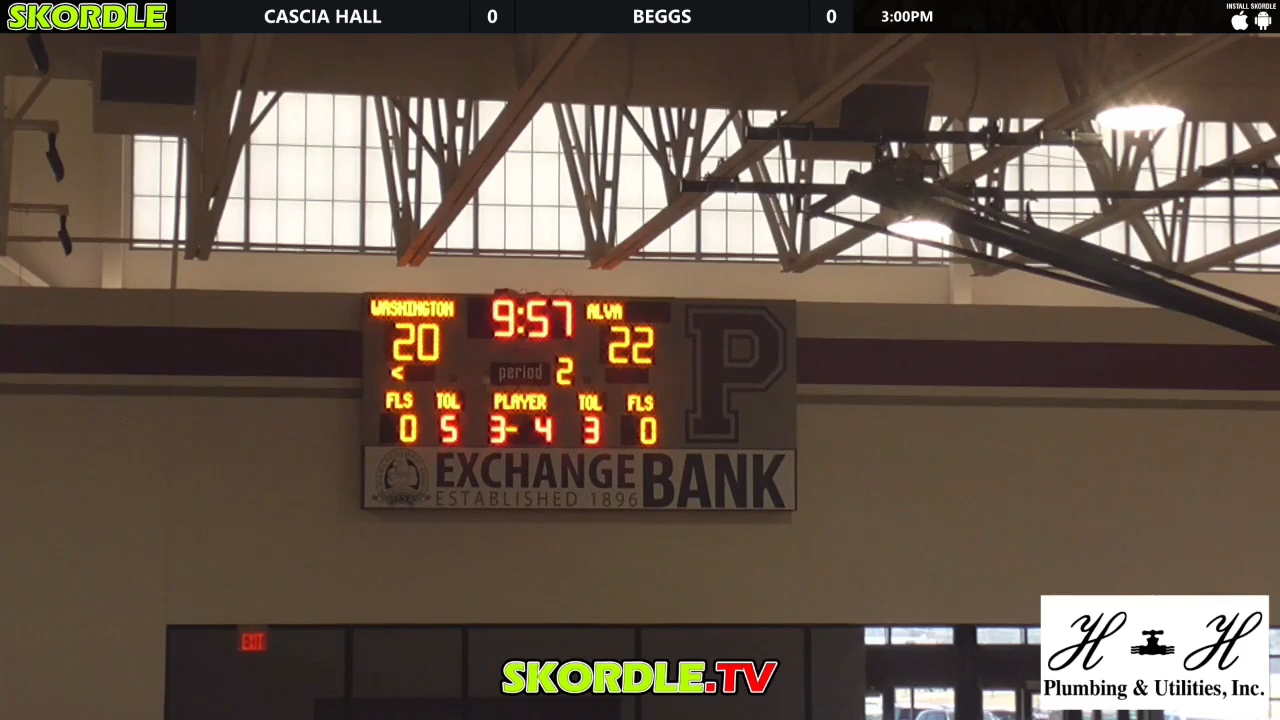 SKORDLE CASCIA HALL 0 BEGGS 0 3:00PM INSTALL SKORDLE
WASHINGTON 9:57 ALVA
20 22
< period 2
P
FLS TOL PLAYER TOL FLS
0 5 3- 4 3 0
EXCHANGE BANK
ESTABLISHED 1896
EXIT
SKORDLE.TV
H H
Plumbing & Utilities, Inc.